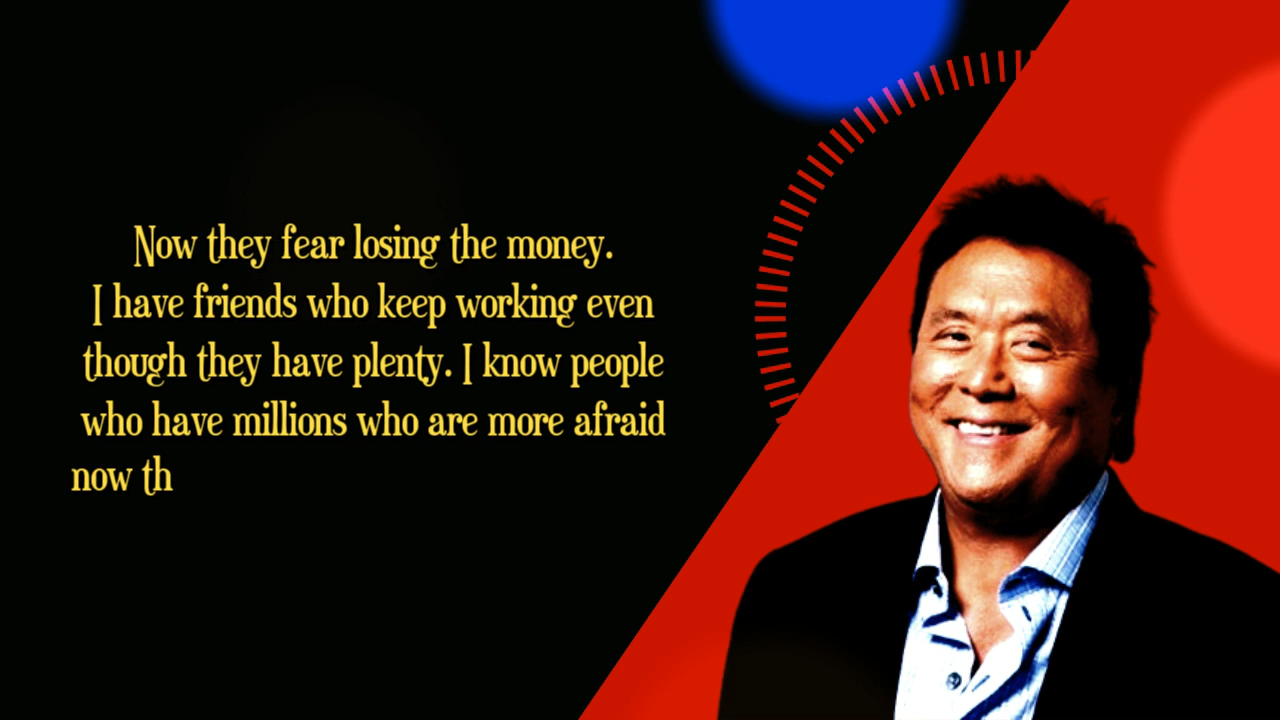 Now they fear losing the money.
I have friends who keep working even
though they have plenty. I know people
who have millions who are more afraid
now th